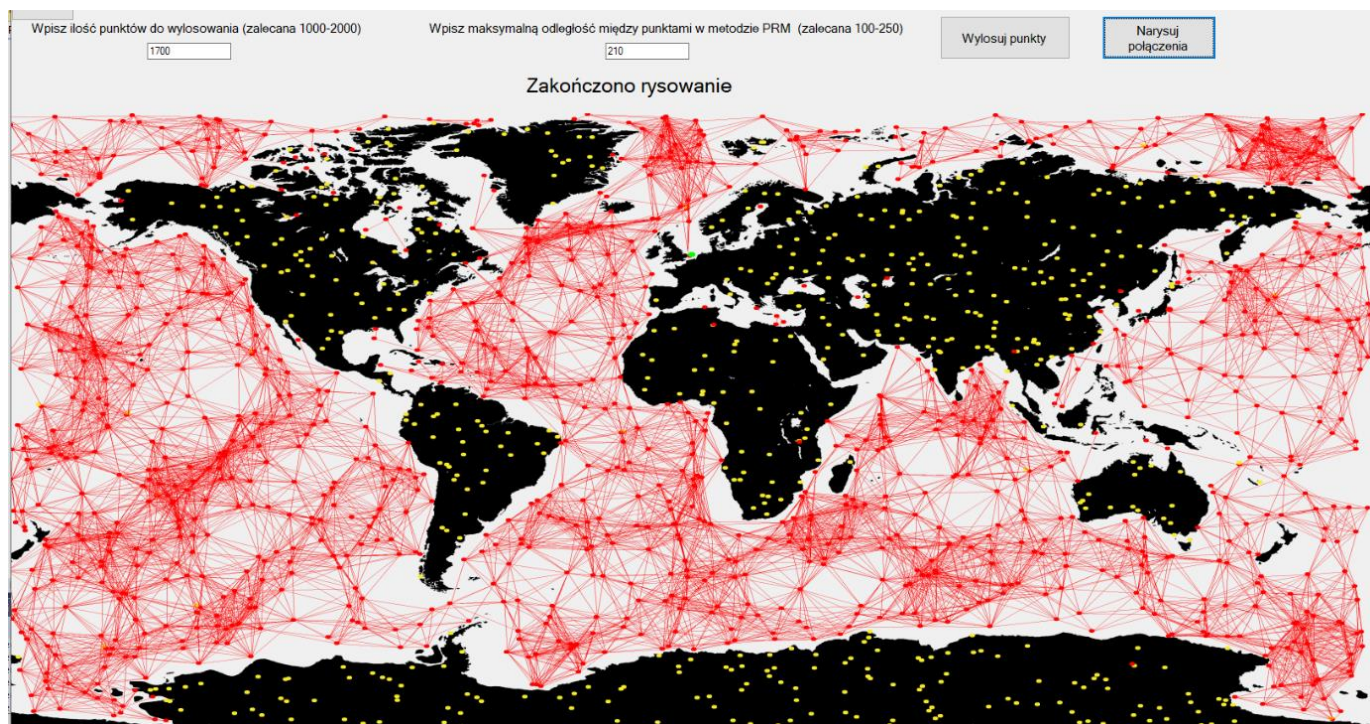 Wpisz ilość punktów do wylosowania (zalecana 1000-2000)
1700
Wpisz maksymalną odległość między punktami w metodzie PRM (zalecana 100-250)
210
Wylosuj punkty
Narysuj
połączenia
Zakończono rysowanie